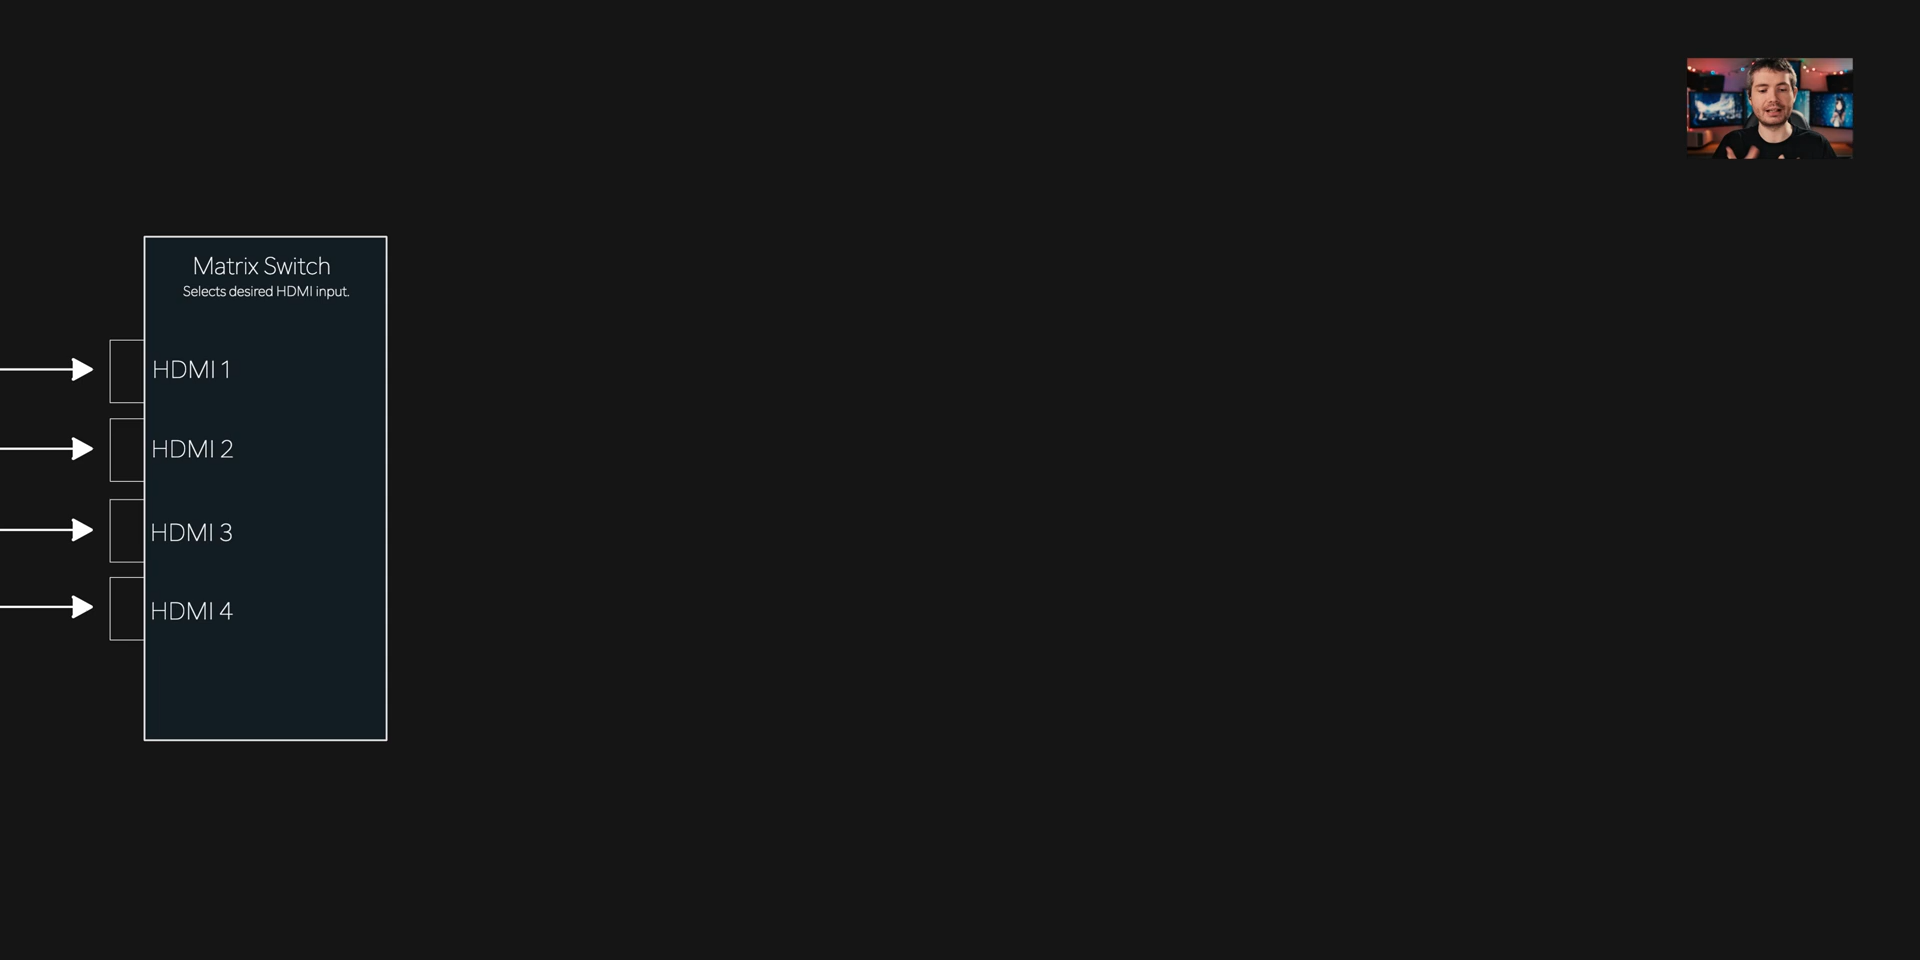 Matrix Switch
Selects desired HDMI input.
HDMI 1
HDMI 2
HDMI 3
HDMI 4